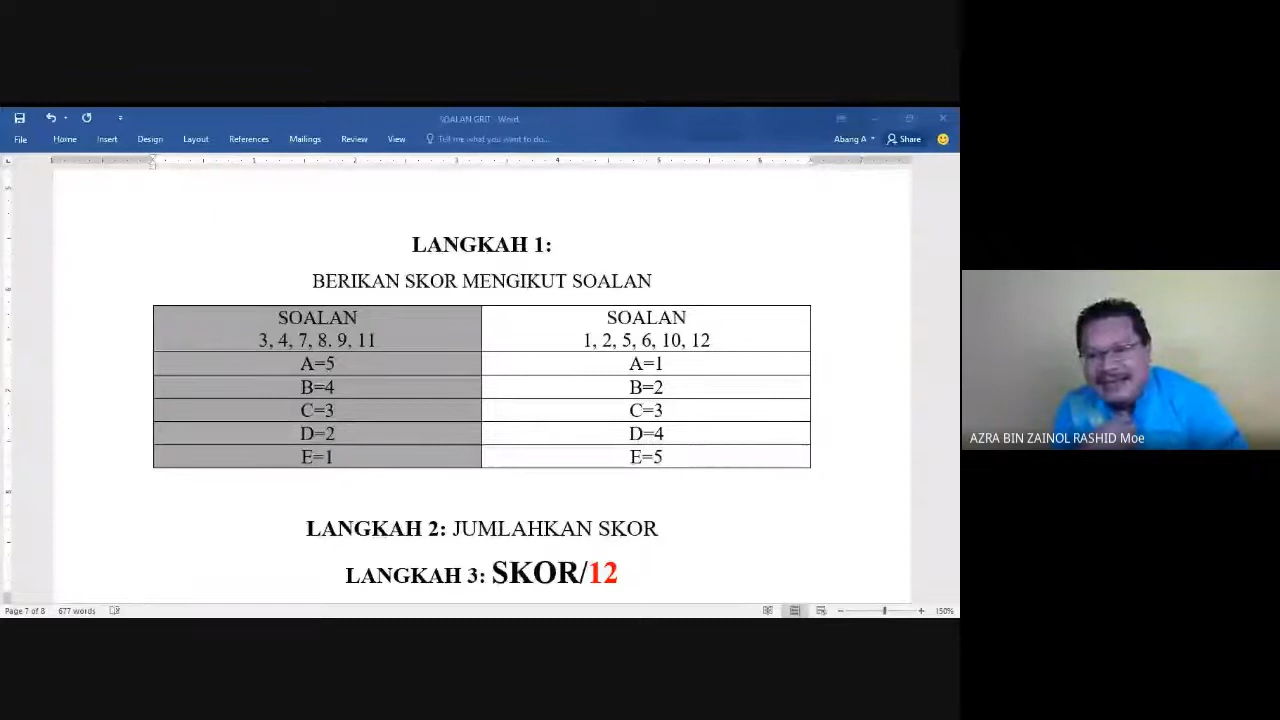 SOALAN GRIT - Word
File Home Insert Design Layout References Mailings Review View Tell me what you want to do... Abang A Share
LANGKAH 1:
BERIKAN SKOR MENGIKUT SOALAN
SOALAN
3, 4, 7, 8. 9, 11
SOALAN
1, 2, 5, 6, 10, 12
A=5 A=1
B=4 B=2
C=3 C=3
D=2 D=4
E=1 E=5
LANGKAH 2: JUMLAHKAN SKOR
LANGKAH 3: SKOR/12
Page 7 of 8 677 words 150%
AZRA BIN ZAINOL RASHID Moe